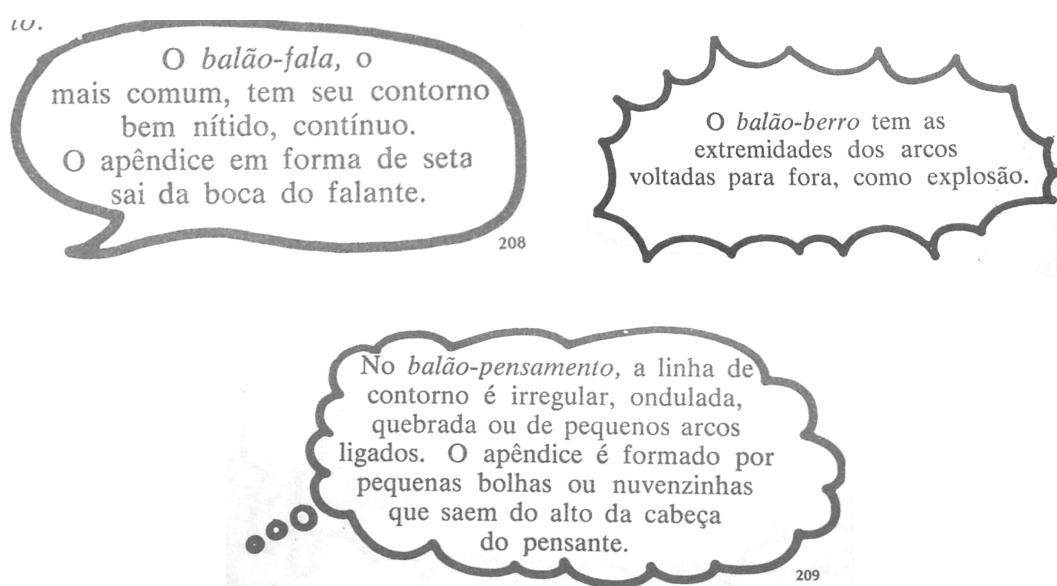 to.
O balão-fala, o
mais comum, tem seu contorno
bem nítido, contínuo.
O apêndice em forma de seta
sai da boca do falante.
208
O balão-berro tem as
extremidades dos arcos
voltadas para fora, como explosão.
No balão-pensamento, a linha de
contorno é irregular, ondulada,
quebrada ou de pequenos arcos
ligados. O apêndice é formado por
pequenas bolhas ou nuvenzinhas
que saem do alto da cabeça
do pensante.
209